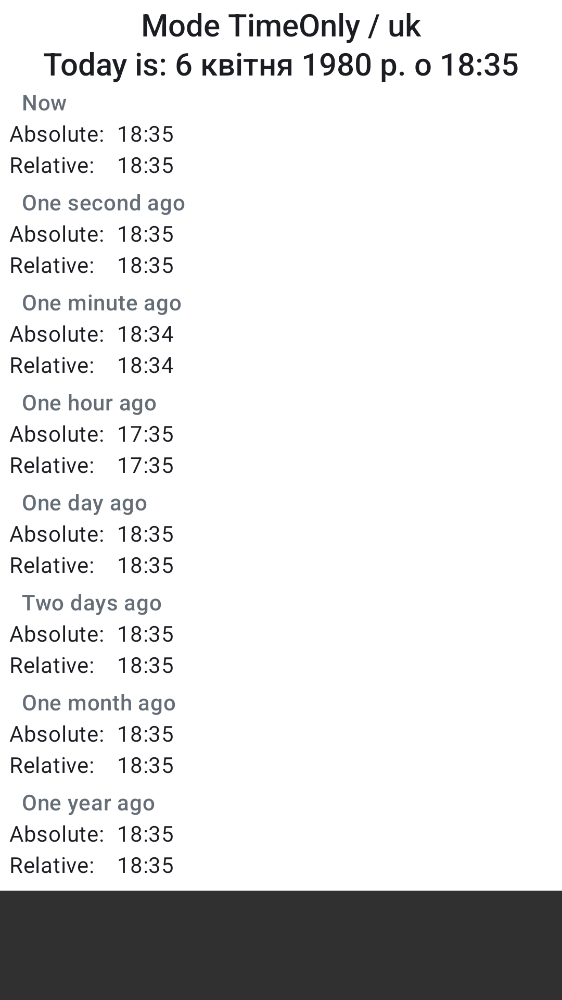 Mode TimeOnly / uk
Today is: 6 квітня 1980 р. о 18:35
Now
Absolute: 18:35
Relative: 18:35
One second ago
Absolute: 18:35
Relative: 18:35
One minute ago
Absolute: 18:34
Relative: 18:34
One hour ago
Absolute: 17:35
Relative: 17:35
One day ago
Absolute: 18:35
Relative: 18:35
Two days ago
Absolute: 18:35
Relative: 18:35
One month ago
Absolute: 18:35
Relative: 18:35
One year ago
Absolute: 18:35
Relative: 18:35